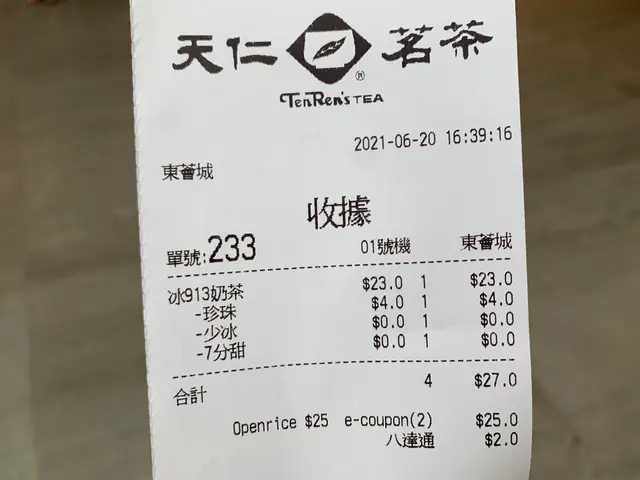 天仁 茗茶
®
TenRen's TEA
2021-06-20 16:39:16
東薈城
收據
單號:233 01號機 東薈城
冰913奶茶 $23.0 1 $23.0
-珍珠 $4.0 1 $4.0
-少冰 $0.0 1 $0.0
-7分甜 $0.0 1 $0.0
合計 4 $27.0
Openrice $25 e-coupon(2) $25.0
八達通 $2.0